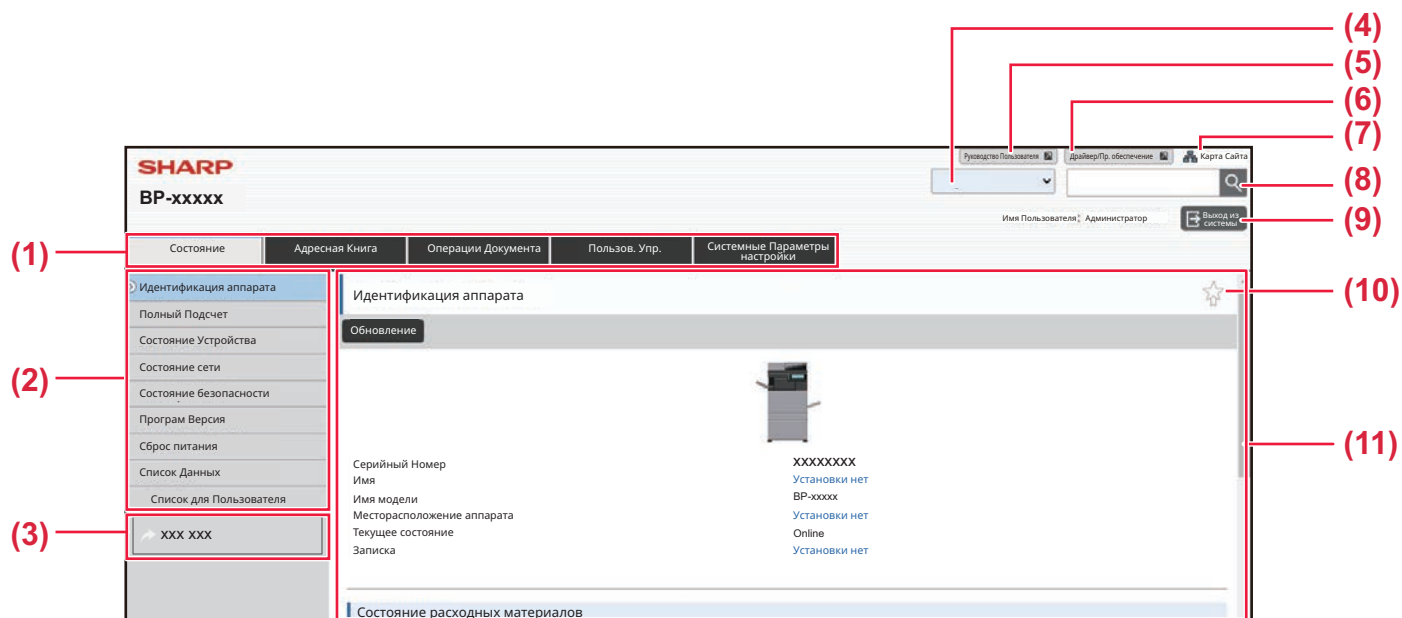 (4)
(5)
(6)
(7)
SHARP
Руководство Пользователя
Драйвер/Пр. обеспечение
Карта Сайта
(8)
BP-xxxxx
Имя Пользователя: Администратор
Выход из
системы
(9)
(1)
Состояние
Адресная Книга
Операции Документа
Пользов. Упр.
Системные Параметры
настройки
Идентификация аппарата
Полный Подсчет
Состояние Устройства
Состояние сети
Состояние безопасности
Програм Версия
Сброс питания
Список Данных
Список для Пользователя
(2)
(3)
XXX XXX
Идентификация аппарата
(10)
Обновление
(11)
Серийный Номер XXXXXXXX
Имя Установки нет
Имя модели BP-xxxxx
Месторасположение аппарата Установки нет
Текущее состояние Online
Записка Установки нет
Состояние расходных материалов